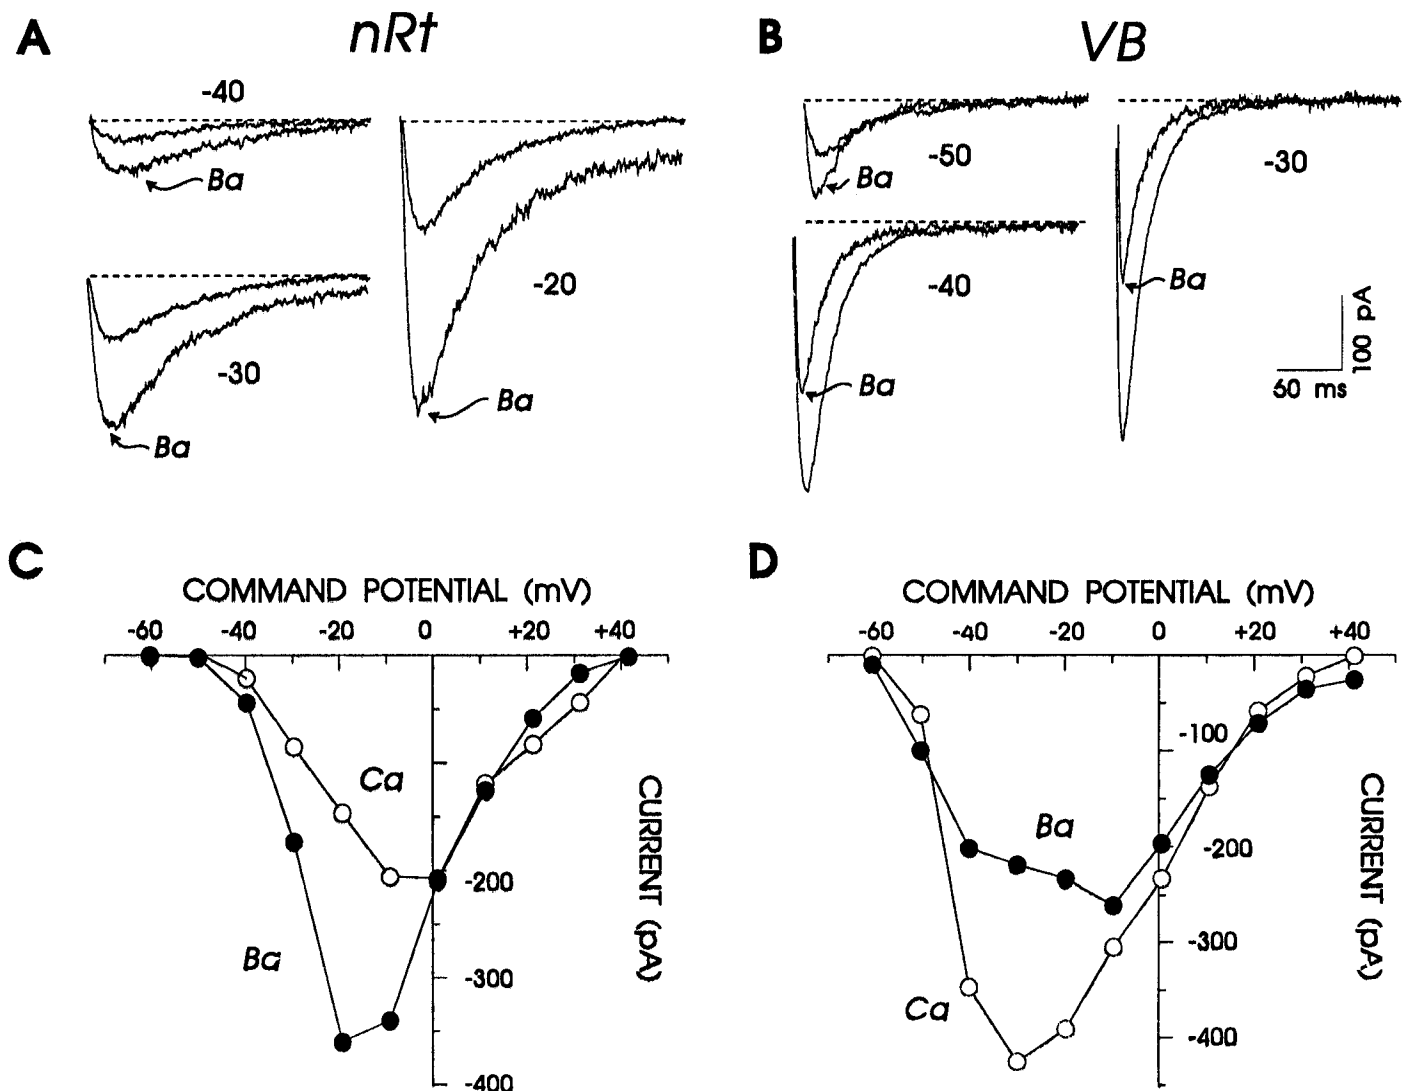 A
nRt
-40
Ba
-30
Ba
-20
Ba
B
VB
-50
Ba
-30
Ba
-40
Ba
100 pA
50 ms
C
COMMAND POTENTIAL (mV)
-60 -40 -20 0 +20 +40
Ca
Ba
-200
-300
-400
CURRENT (pA)
D
COMMAND POTENTIAL (mV)
-60 -40 -20 0 +20 +40
-100
Ba
-200
-300
Ca
-400
CURRENT (pA)